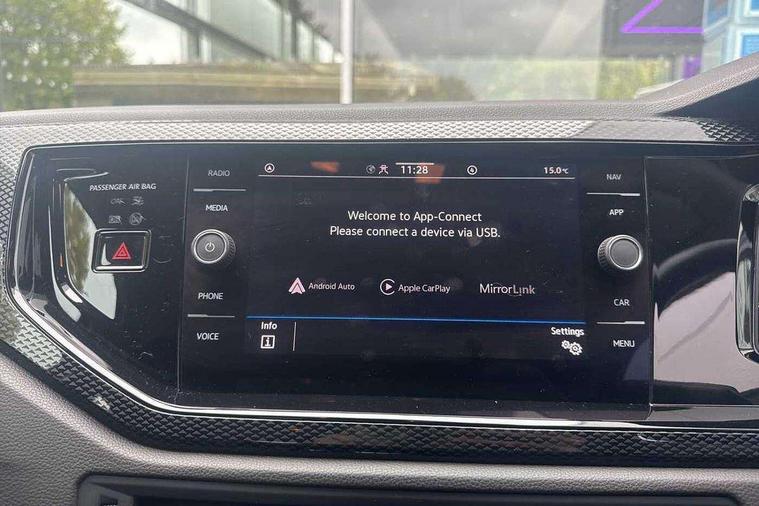 PASSENGER AIR BAG
RADIO
MEDIA
PHONE
VOICE
11:28
15.0°C
Welcome to App-Connect
Please connect a device via USB.
Android Auto
Apple CarPlay
MirrorLink
Info
Settings
NAV
APP
CAR
MENU